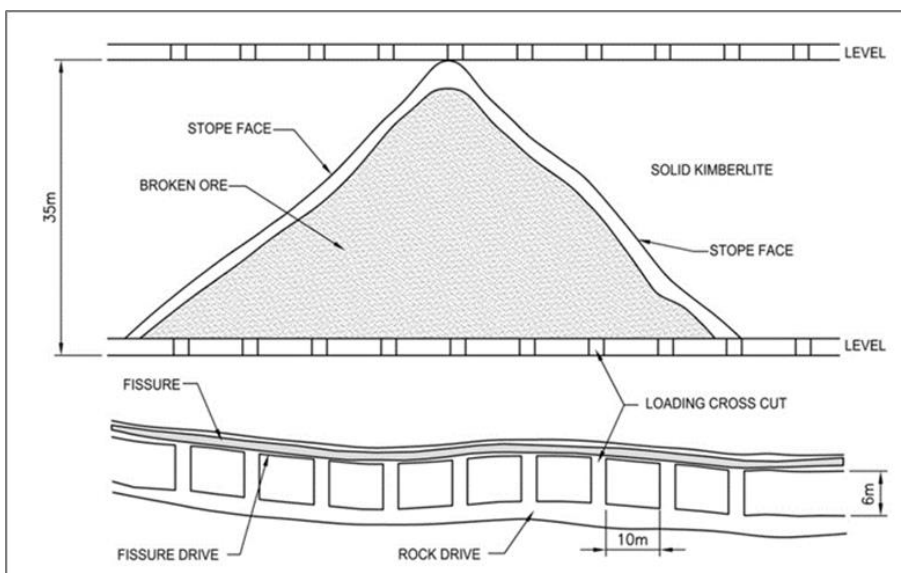 LEVEL
STOPE FACE
SOLID KIMBERLITE
BROKEN ORE
35m
STOPE FACE
LEVEL
FISSURE
LOADING CROSS CUT
6m
10m
FISSURE DRIVE
ROCK DRIVE